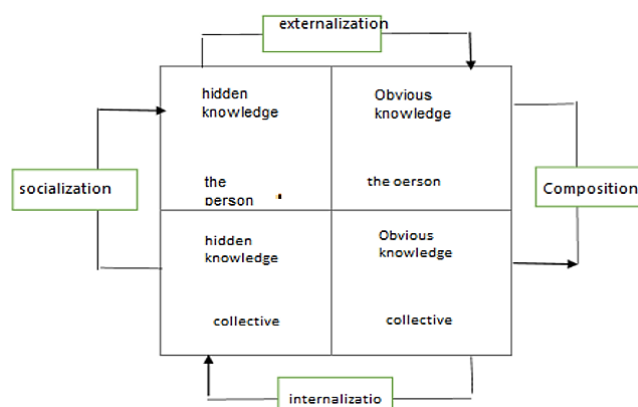 externalization
hidden
knowledge
Obvious
knowledge
the
person
the person
socialization
Composition
hidden
knowledge
Obvious
knowledge
collective
collective
internalizatio